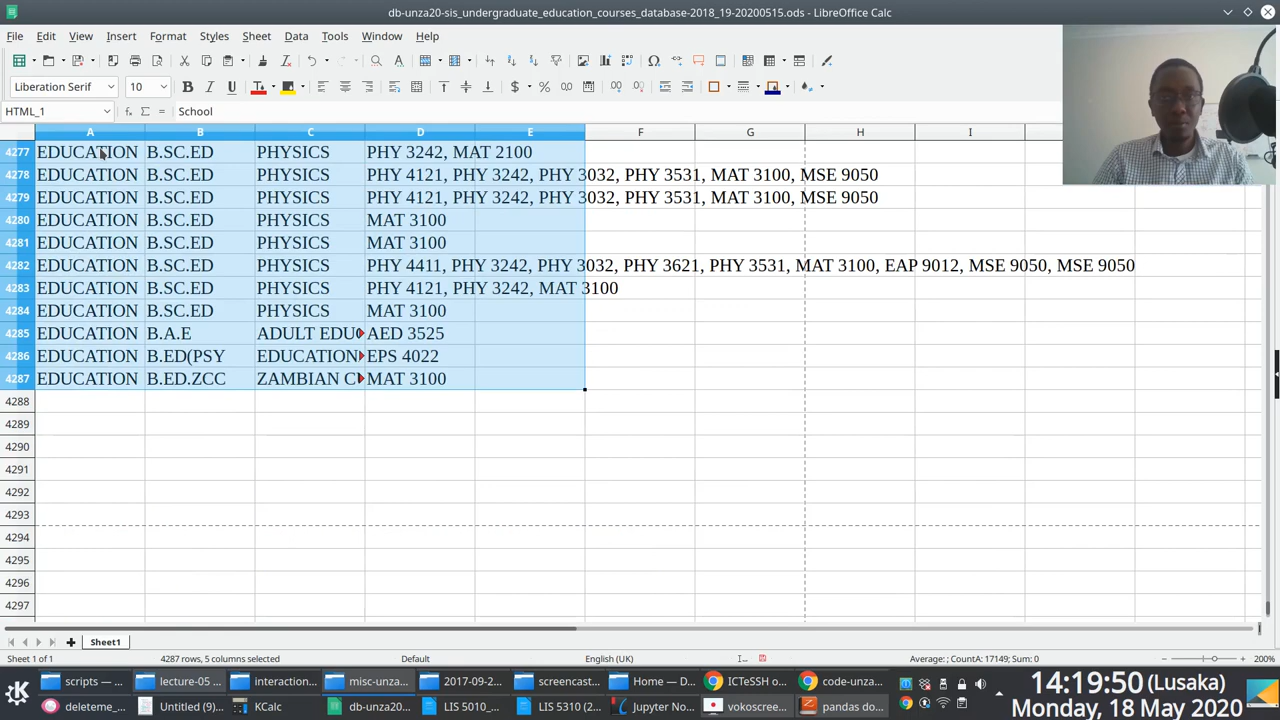 db-unza20-sis_undergraduate_education_courses_database-2018_19-20200515.ods - LibreOffice Calc
File Edit View Insert Format Styles Sheet Data Tools Window Help
Liberation Serif 10
HTML_1 School
A B C D E F G H I
4277 EDUCATION B.SC.ED PHYSICS PHY 3242, MAT 2100
4278 EDUCATION B.SC.ED PHYSICS PHY 4121, PHY 3242, PHY 3032, PHY 3531, MAT 3100, MSE 9050
4279 EDUCATION B.SC.ED PHYSICS PHY 4121, PHY 3242, PHY 3032, PHY 3531, MAT 3100, MSE 9050
4280 EDUCATION B.SC.ED PHYSICS MAT 3100
4281 EDUCATION B.SC.ED PHYSICS MAT 3100
4282 EDUCATION B.SC.ED PHYSICS PHY 4411, PHY 3242, PHY 3032, PHY 3621, PHY 3531, MAT 3100, EAP 9012, MSE 9050, MSE 9050
4283 EDUCATION B.SC.ED PHYSICS PHY 4121, PHY 3242, MAT 3100
4284 EDUCATION B.SC.ED PHYSICS MAT 3100
4285 EDUCATION B.A.E ADULT EDUC AED 3525
4286 EDUCATION B.ED(PSY EDUCATION EPS 4022
4287 EDUCATION B.ED.ZCC ZAMBIAN C MAT 3100
4288
4289
4290
4291
4292
4293
4294
4295
4296
4297
Sheet1
Sheet 1 of 1 4287 rows, 5 columns selected Default English (UK) Average: ; CountA: 17149; Sum: 0 200%
scripts — ... lecture-05 ... interaction... misc-unza... 2017-09-2... screencast... Home — D... ICTeSSH o... code-unza... 14:19:50 (Lusaka)
deleteme_... Untitled (9)... KCalc db-unza20... LIS 5010_... LIS 5310 (2... Jupyter No... vokoscree... pandas do... Monday, 18 May 2020